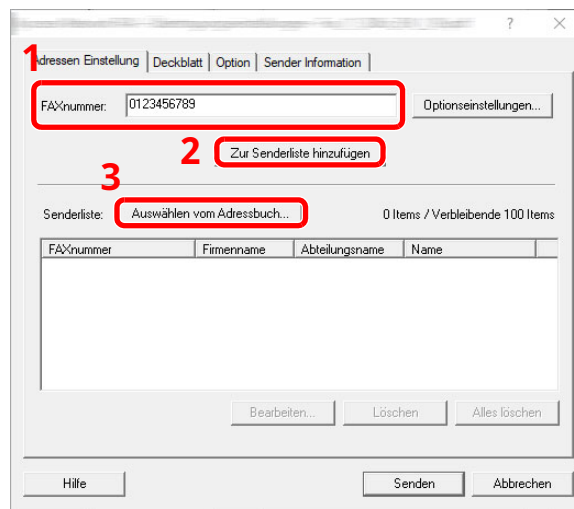 ?
1
Adressen Einstellung Deckblatt Option Sender Information
FAXnummer: 0123456789 Optionseinstellungen...
2 Zur Senderliste hinzufügen
3
Senderliste: Auswählen vom Adressbuch... 0 Items / Verbleibende 100 Items
FAXnummer Firmenname Abteilungsname Name
Bearbeiten... Löschen Alles löschen
Hilfe Senden Abbrechen